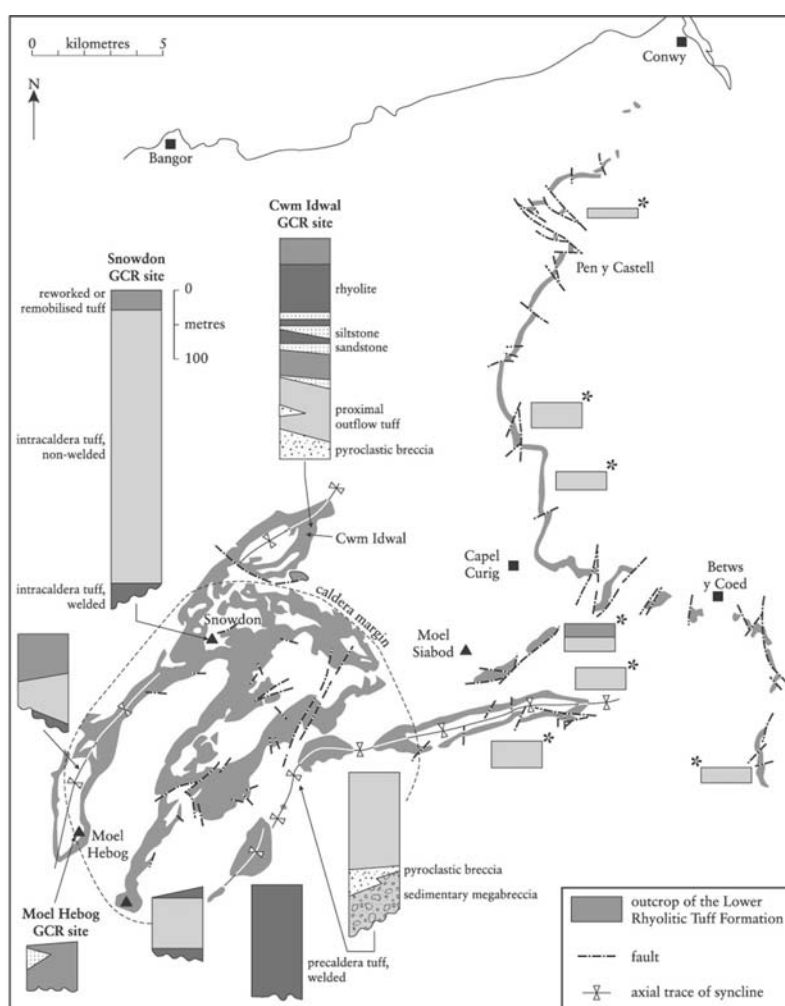 0 kilometres 5
N
Conwy
Bangor
Cwm Idwal
GCR site
Snowdon
GCR site
reworked or
remobilised tuff
0
metres
100
rhyolite
siltstone
sandstone
Pen y Castell
*
intracaldera tuff,
non-welded
proximal
outflow tuff
pyroclastic breccia
*
*
Cwm Idwal
Capel
Curig
Betws
y Coed
intracaldera tuff,
welded
caldera margin
Snowdon
Moel
Siabod
*
*
*
*
Moel
Hebog
pyroclastic breccia
sedimentary megabreccia
Moel Hebog
GCR site
precaldera tuff,
welded
outcrop of the Lower
Rhyolitic Tuff Formation
fault
axial trace of syncline